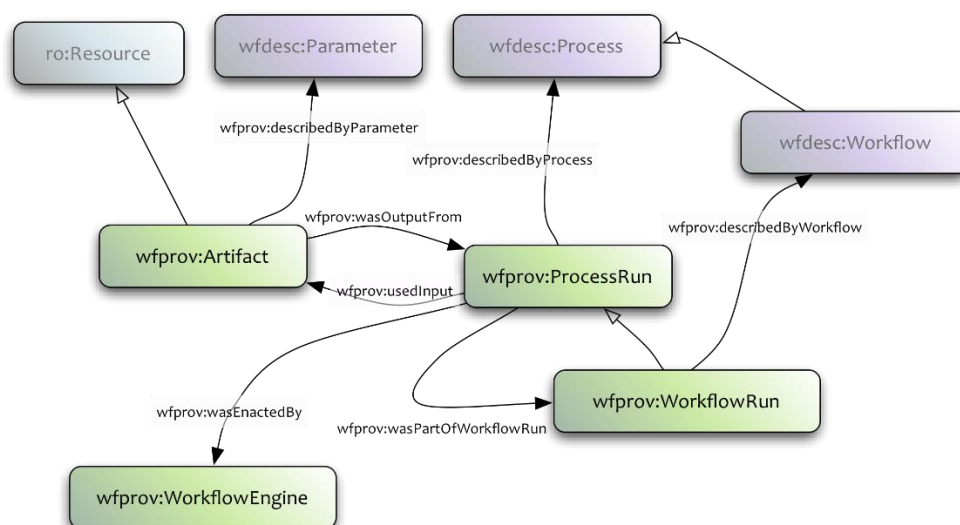 ro:Resource
wfdesc:Parameter
wfdesc:Process
wfprov:describedByParameter
wfdesc:Workflow
wfprov:describedByProcess
wfprov:wasOutputFrom
wfprov:describedByWorkflow
wfprov:Artifact
wfprov:ProcessRun
wfprov:usedInput
wfprov:WorkflowRun
wfprov:wasEnactedBy
wfprov:wasPartOfWorkflowRun
wfprov:WorkflowEngine